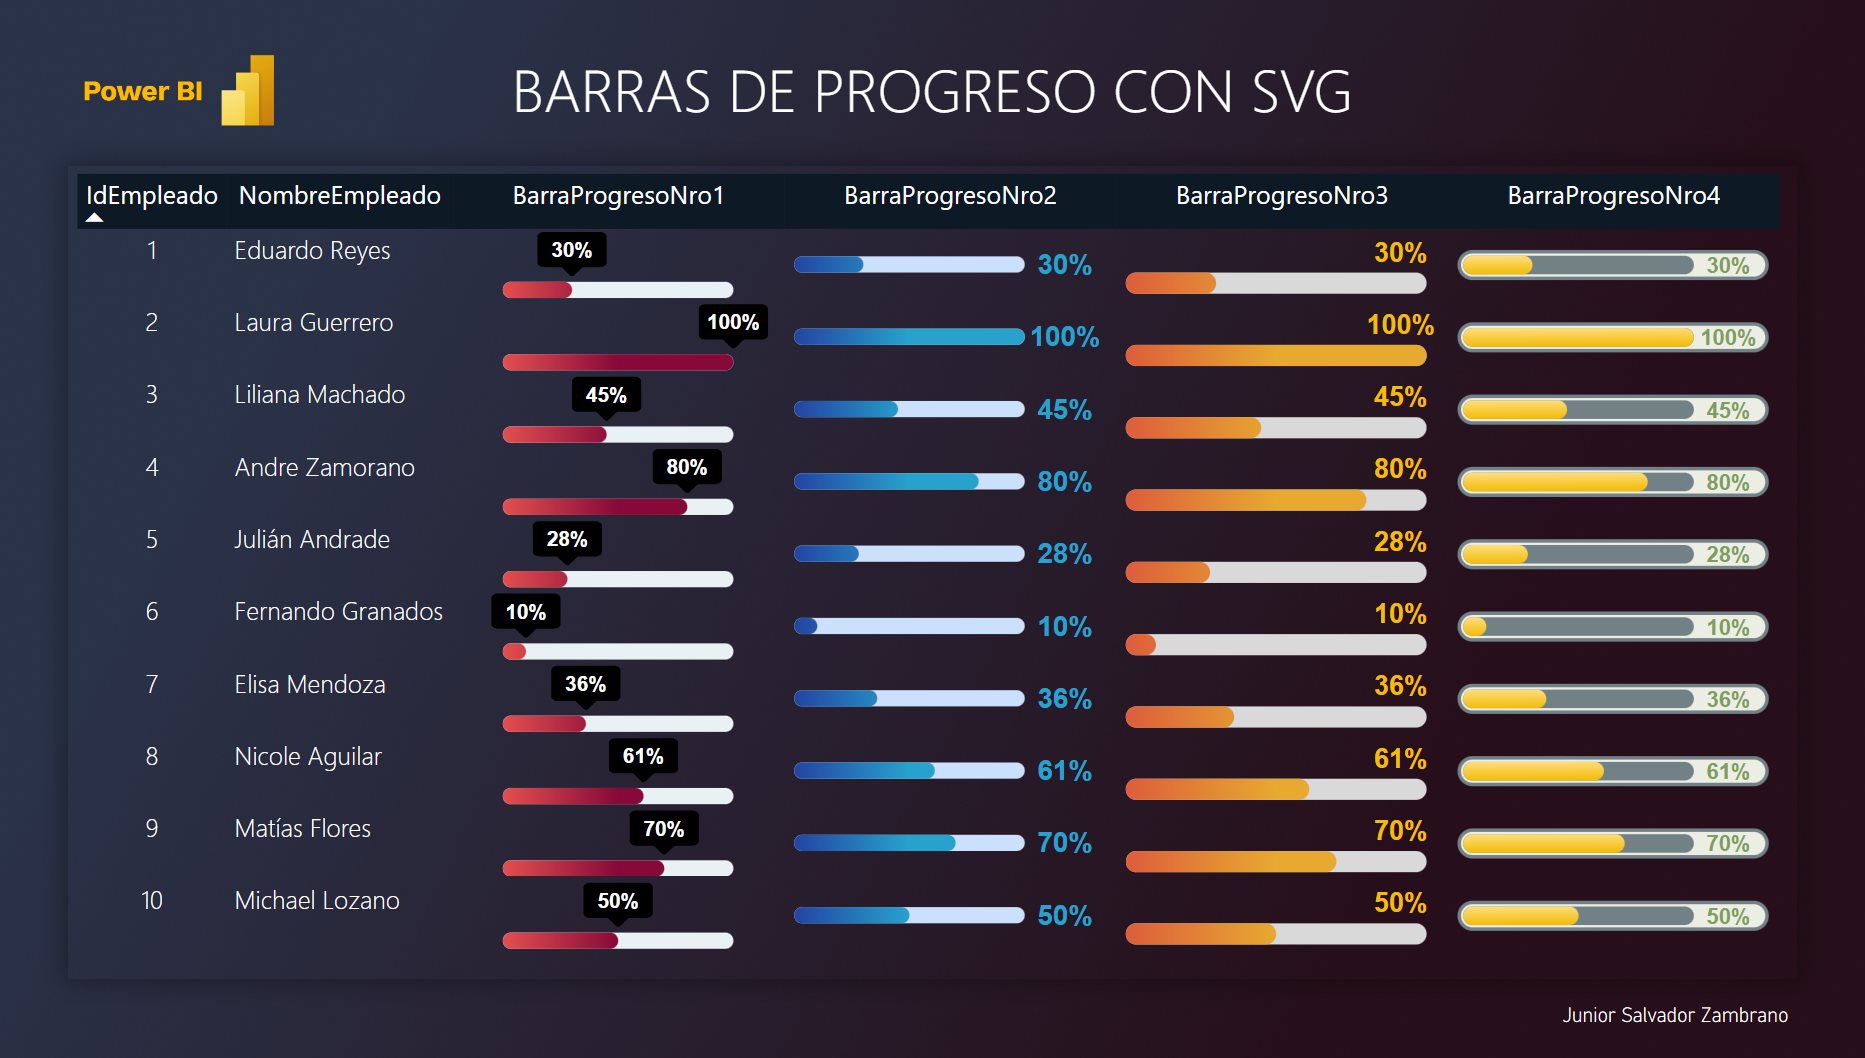 Power BI
BARRAS DE PROGRESO CON SVG
IdEmpleado NombreEmpleado BarraProgresoNro1 BarraProgresoNro2 BarraProgresoNro3 BarraProgresoNro4
1 Eduardo Reyes 30% 30% 30% 30%
2 Laura Guerrero 100% 100% 100% 100%
3 Liliana Machado 45% 45% 45% 45%
4 Andre Zamorano 80% 80% 80% 80%
5 Julián Andrade 28% 28% 28% 28%
6 Fernando Granados 10% 10% 10% 10%
7 Elisa Mendoza 36% 36% 36% 36%
8 Nicole Aguilar 61% 61% 61% 61%
9 Matías Flores 70% 70% 70% 70%
10 Michael Lozano 50% 50% 50% 50%
Junior Salvador Zambrano